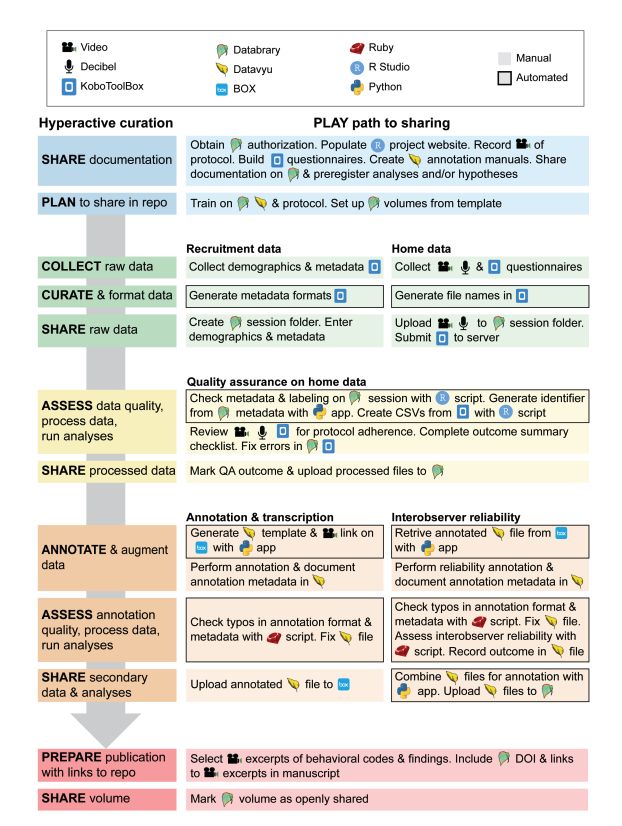 Video
Decibel
KoboToolBox
Databrary
Datavyu
BOX
Ruby
R Studio
Python
Manual
Automated
Hyperactive curation
PLAY path to sharing
SHARE documentation
Obtain authorization. Populate project website. Record of
protocol. Build questionnaires. Create annotation manuals. Share
documentation on & preregister analyses and/or hypotheses
PLAN to share in repo
Train on & protocol. Set up volumes from template
Recruitment data
Home data
COLLECT raw data
Collect demographics & metadata
Collect & questionnaires
CURATE & format data
Generate metadata formats
Generate file names in
SHARE raw data
Create session folder. Enter
demographics & metadata
Upload to session folder.
Submit to server
Quality assurance on home data
ASSESS data quality,
process data,
run analyses
Check metadata & labeling on session with script. Generate identifier
from metadata with app. Create CSVs from with script
Review for protocol adherence. Complete outcome summary
checklist. Fix errors in
SHARE processed data
Mark QA outcome & upload processed files to
Annotation & transcription
Interobserver reliability
ANNOTATE & augment
data
Generate template & link on
box with app
Perform annotation & document
annotation metadata in
Retrive annotated file from box
with app
Perform reliability annotation &
document annotation metadata in
ASSESS annotation
quality, process data,
run analyses
Check typos in annotation format &
metadata with script. Fix file
Check typos in annotation format &
metadata with script. Fix file.
Assess interobserver reliability with
script. Record outcome in file
SHARE secondary
data & analyses
Upload annotated file to box
Combine files for annotation with
app. Upload files to
PREPARE publication
with links to repo
Select excerpts of behavioral codes & findings. Include DOI & links
to excerpts in manuscript
SHARE volume
Mark volume as openly shared